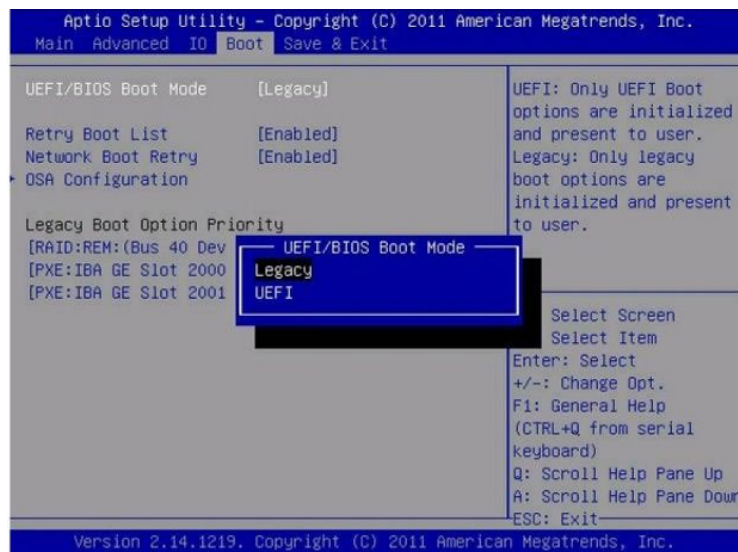 Aptio Setup Utility – Copyright (C) 2011 American Megatrends, Inc.
Main Advanced IO Boot Save & Exit
UEFI/BIOS Boot Mode [Legacy]
Retry Boot List [Enabled]
Network Boot Retry [Enabled]
OSA Configuration
Legacy Boot Option Priority
[RAID:REM:(Bus 40 Dev
[PXE:IBA GE Slot 2000
[PXE:IBA GE Slot 2001
UEFI/BIOS Boot Mode
Legacy
UEFI
UEFI: Only UEFI Boot
options are initialized
and present to user.
Legacy: Only legacy
boot options are
initialized and present
to user.
Select Screen
Select Item
Enter: Select
+/-: Change Opt.
F1: General Help
(CTRL+Q from serial
keyboard)
Q: Scroll Help Pane Up
A: Scroll Help Pane Down
ESC: Exit
Version 2.14.1219. Copyright (C) 2011 American Megatrends, Inc.